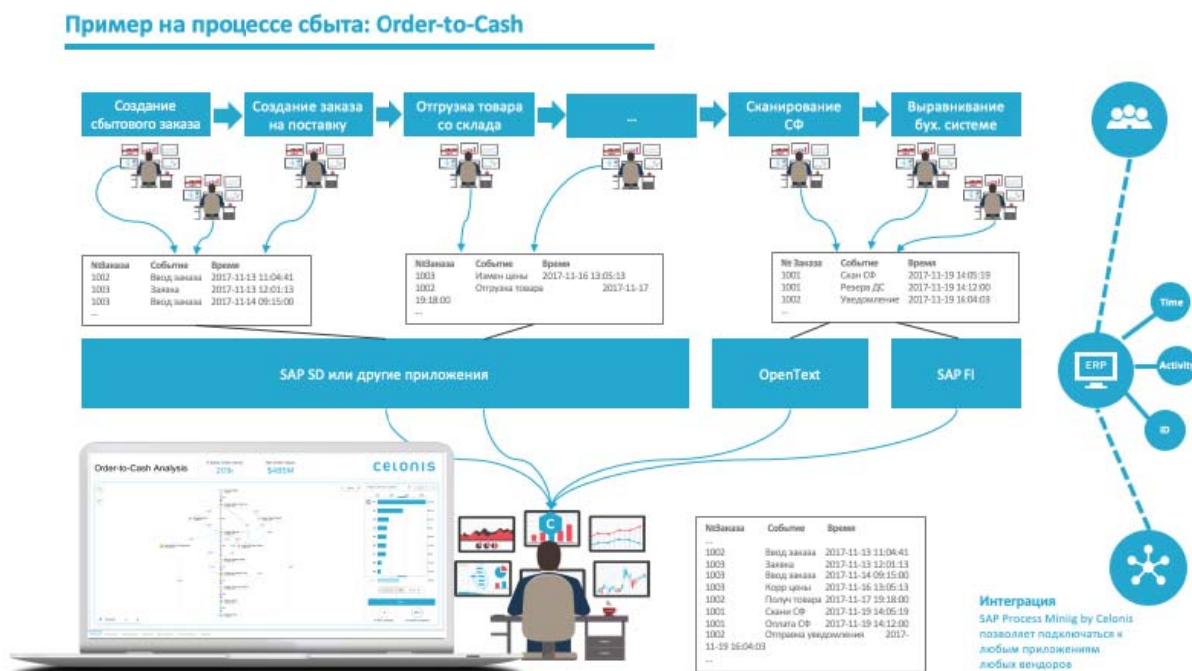 Пример на процессе сбыта: Order-to-Cash
Создание
сбытового заказа
Создание заказа
на поставку
Отгрузка товара
со склада
...
Сканирование
СФ
Выравнивание
бух. системе
№Заказа Событие Время
1002 Ввод заказа 2017-11-13 11:04:41
1003 Заявка 2017-11-13 12:01:13
1003 Ввод заказа 2017-11-14 09:15:00
...
№Заказа Событие Время
1003 Измен цены 2017-11-16 13:05:13
1002 Отгрузка товара 2017-11-17
19:18:00
...
№ Заказа Событие Время
1001 Скан СФ 2017-11-19 14:05:19
1001 Резерв ДС 2017-11-19 14:12:00
1002 Уведомление 2017-11-19 16:04:03
...
SAP SD или другие приложения
OpenText
SAP FI
Time
ERP
Activity
ID
Order-to-Cash Analysis
$485M
CELONIS
C
№Заказа Событие Время
...
1002 Ввод заказа 2017-11-13 11:04:41
1003 Заявка 2017-11-13 12:01:13
1003 Ввод заказа 2017-11-14 09:15:00
1003 Корр цены 2017-11-16 13:05:13
1002 Получ товара 2017-11-17 19:18:00
1001 Скани СФ 2017-11-19 14:05:19
1001 Оплата СФ 2017-11-19 14:12:00
1002 Отправка уведомления 2017-
11-19 16:04:03
...
Интеграция
SAP Process Miniig by Celonis
позволяет подключаться к
любым приложениям
любых вендоров